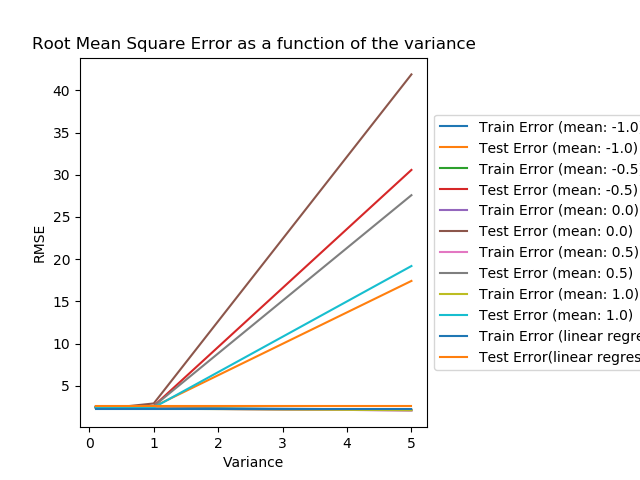 Root Mean Square Error as a function of the variance
RMSE
40
35
30
25
20
15
10
5
0
1
2
3
4
5
Variance
Train Error (mean: -1.0
Test Error (mean: -1.0)
Train Error (mean: -0.5
Test Error (mean: -0.5)
Train Error (mean: 0.0)
Test Error (mean: 0.0)
Train Error (mean: 0.5)
Test Error (mean: 0.5)
Train Error (mean: 1.0)
Test Error (mean: 1.0)
Train Error (linear regre
Test Error(linear regres